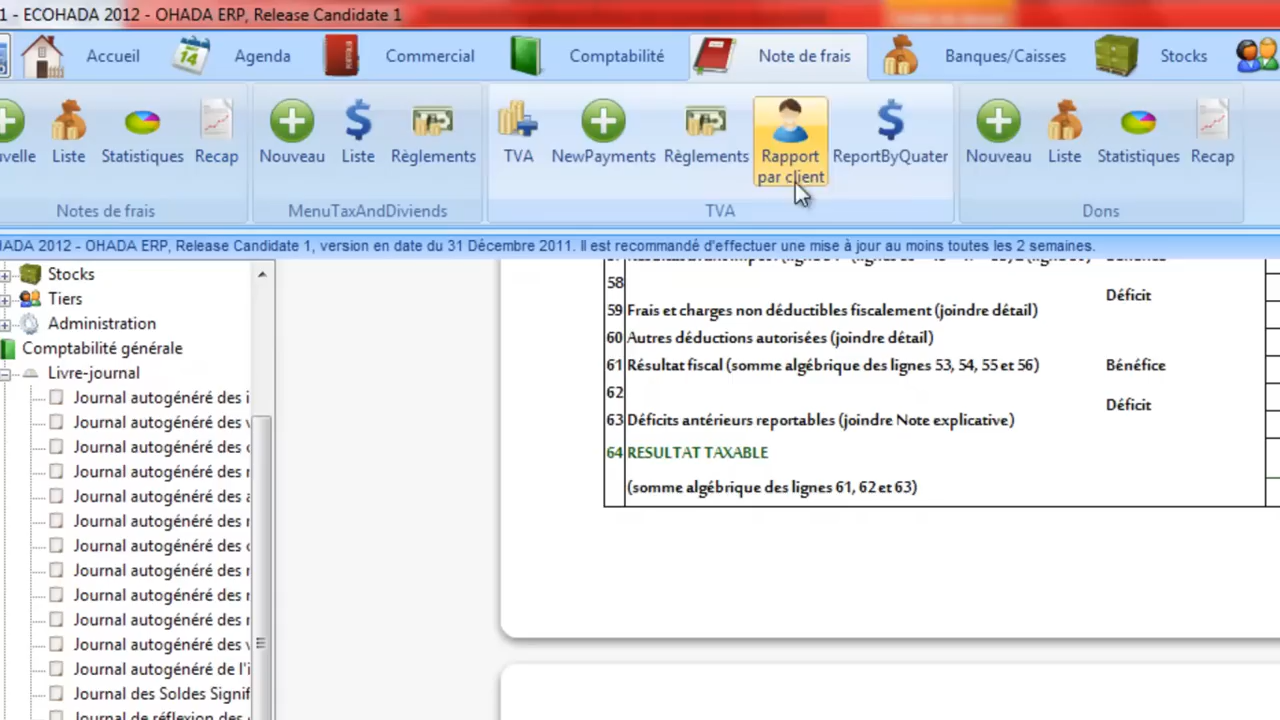 1 - ECOHADA 2012 - OHADA ERP, Release Candidate 1
Accueil
14
Agenda
Commercial
Comptabilité
Note de frais
Banques/Caisses
Stocks
velle
Liste
Statistiques
Recap
Notes de frais
Nouveau
Liste
Règlements
MenuTaxAndDiviends
TVA
NewPayments
Règlements
Rapport
par client
ReportByQuater
TVA
Nouveau
Liste
Statistiques
Recap
Dons
HADA 2012 - OHADA ERP, Release Candidate 1, version en date du 31 Décembre 2011. Il est recommandé d'effectuer une mise à jour au moins toutes les 2 semaines.
Stocks
Tiers
Administration
Comptabilité générale
Livre-journal
Journal autogénéré des i
Journal autogénéré des v
Journal autogénéré des
Journal autogénéré des r
Journal autogénéré des a
Journal autogénéré des r
Journal autogénéré des
Journal autogénéré des r
Journal autogénéré des r
Journal autogénéré des r
Journal autogénéré des v
Journal autogénéré de l'i
Journal des Soldes Signif
Journal de réflexion des
58
Déficit
59 Frais et charges non déductibles fiscalement (joindre détail)
60 Autres déductions autorisées (joindre détail)
61 Résultat fiscal (somme algébrique des lignes 53, 54, 55 et 56) Bénéfice
62
Déficit
63 Déficits antérieurs reportables (joindre Note explicative)
64 RESULTAT TAXABLE
(somme algébrique des lignes 61, 62 et 63)